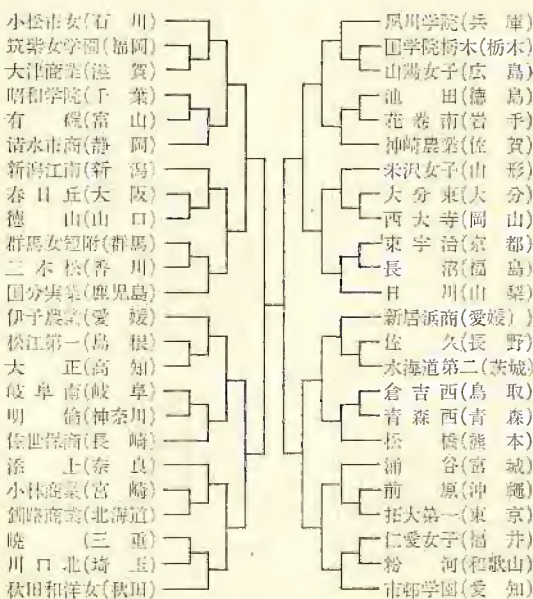 小松市女(石川)
筑紫女学園(福岡)
大津商業(滋賀)
昭和学院(千葉)
有磯(富山)
清水市商(静岡)
新潟江南(新潟)
春日丘(大阪)
徳山(山口)
群馬女短附(群馬)
三本松(香川)
国分実業(鹿児島)
伊予農(愛媛)
松江第一(島根)
大正(高知)
岐阜南(岐阜)
明倫(神奈川)
佐世保南(長崎)
添上(奈良)
小林商業(宮崎)
釧路商業(北海道)
暁(三重)
川口北(埼玉)
秋田和洋女(秋田)
夙川学院(兵庫)
国学院栃木(栃木)
山陽女子(広島)
池田(徳島)
花巻南(岩手)
神崎農業(佐賀)
米沢女子(山形)
大分東(大分)
西大寺(岡山)
東宇治(京都)
長沼(福島)
日川(山梨)
新居浜商(愛媛)
佐久(長野)
水海道第二(茨城)
倉吉西(鳥取)
青森西(青森)
松橋(熊本)
涌谷(宮城)
前原(沖縄)
拓大第一(東京)
仁愛女子(福井)
粉河(和歌山)
市邨学園(愛知)